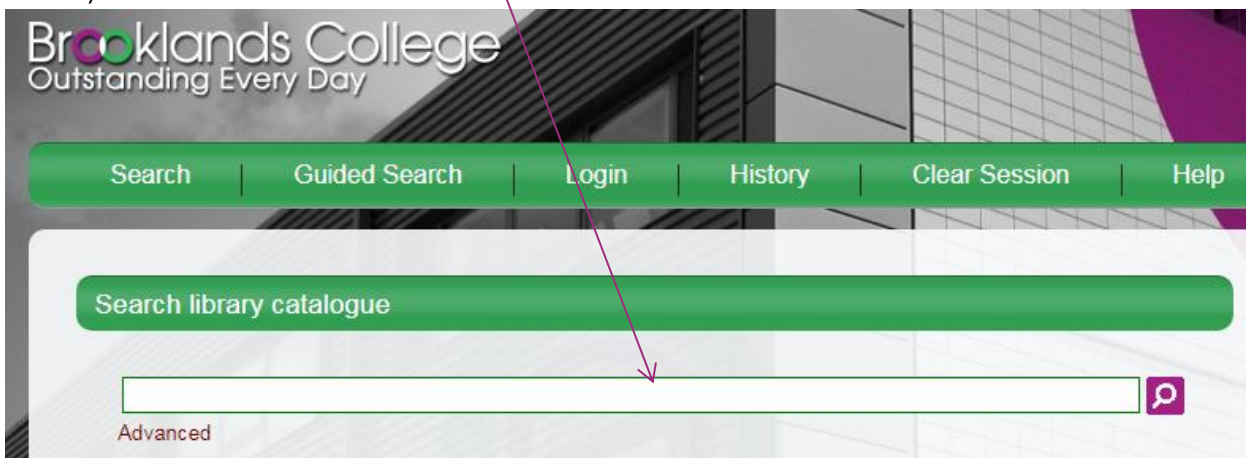 Brooklands College
Outstanding Every Day
Search | Guided Search | Login | History | Clear Session | Help
Search library catalogue
Advanced